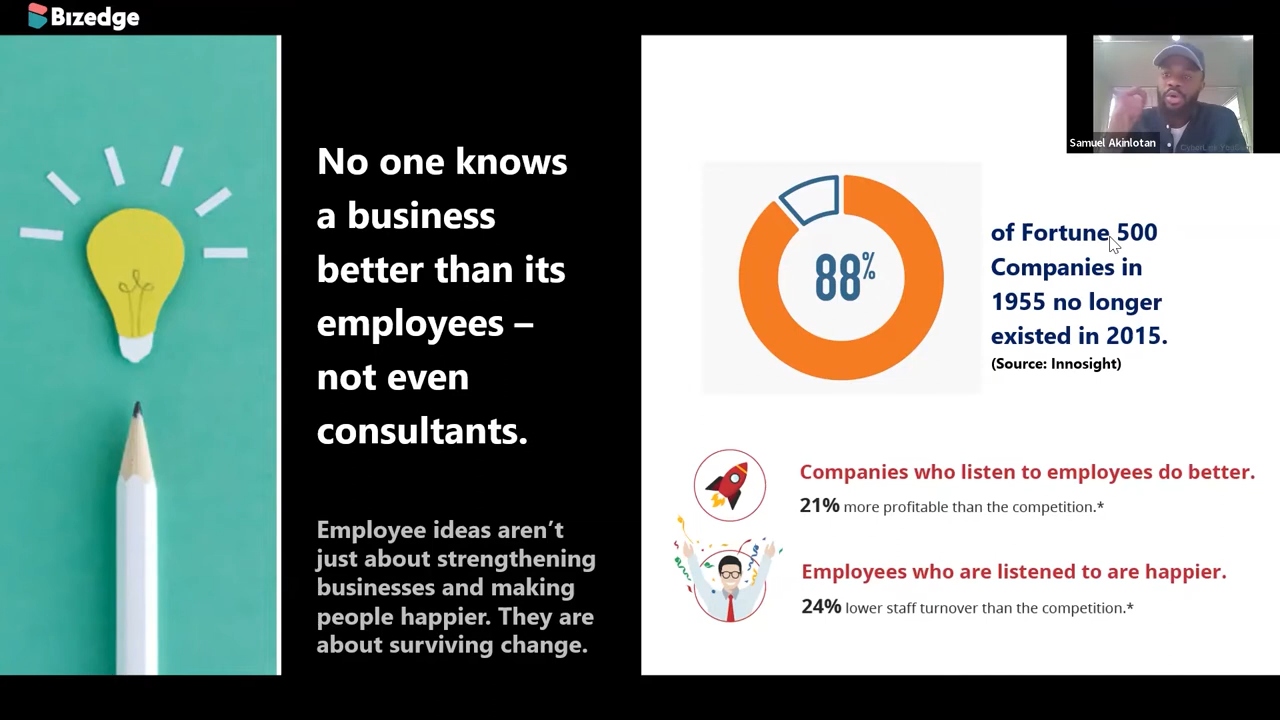 Bizedge
Samuel Akinlotan
No one knows
a business
better than its
employees –
not even
consultants.
Employee ideas aren’t
just about strengthening
businesses and making
people happier. They are
about surviving change.
88%
of Fortune 500
Companies in
1955 no longer
existed in 2015.
(Source: Innosight)
Companies who listen to employees do better.
21% more profitable than the competition.*
Employees who are listened to are happier.
24% lower staff turnover than the competition.*